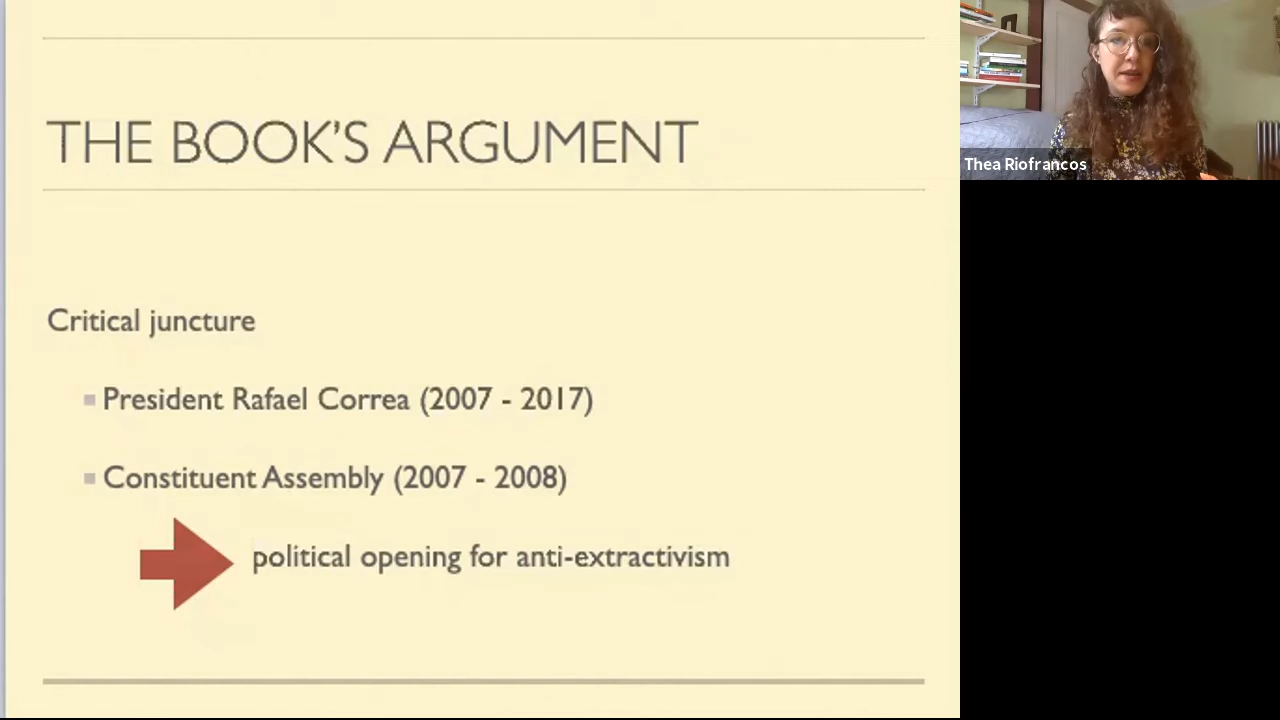 THE BOOK'S ARGUMENT
Critical juncture
President Rafael Correa (2007 - 2017)
Constituent Assembly (2007 - 2008)
political opening for anti-extractivism
Thea Riofrancos